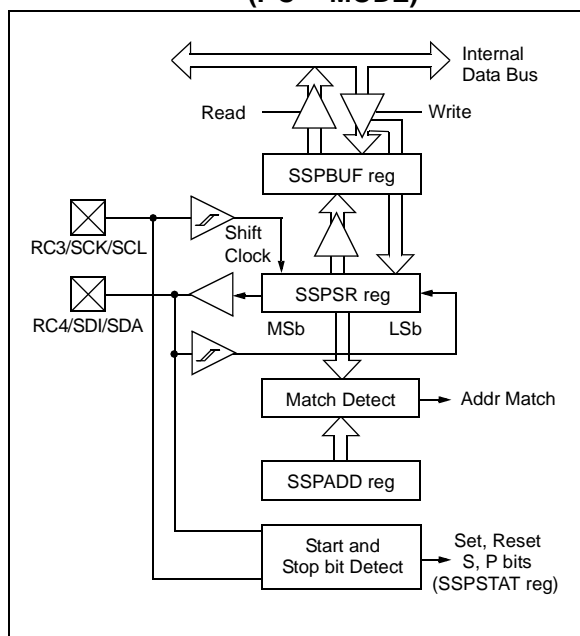 (I²C™ MODE)
Internal
Data Bus
Read
Write
SSPBUF reg
RC3/SCK/SCL
Shift
Clock
SSPSR reg
MSb
LSb
RC4/SDI/SDA
Match Detect
Addr Match
SSPADD reg
Start and
Stop bit Detect
Set, Reset
S, P bits
(SSPSTAT reg)